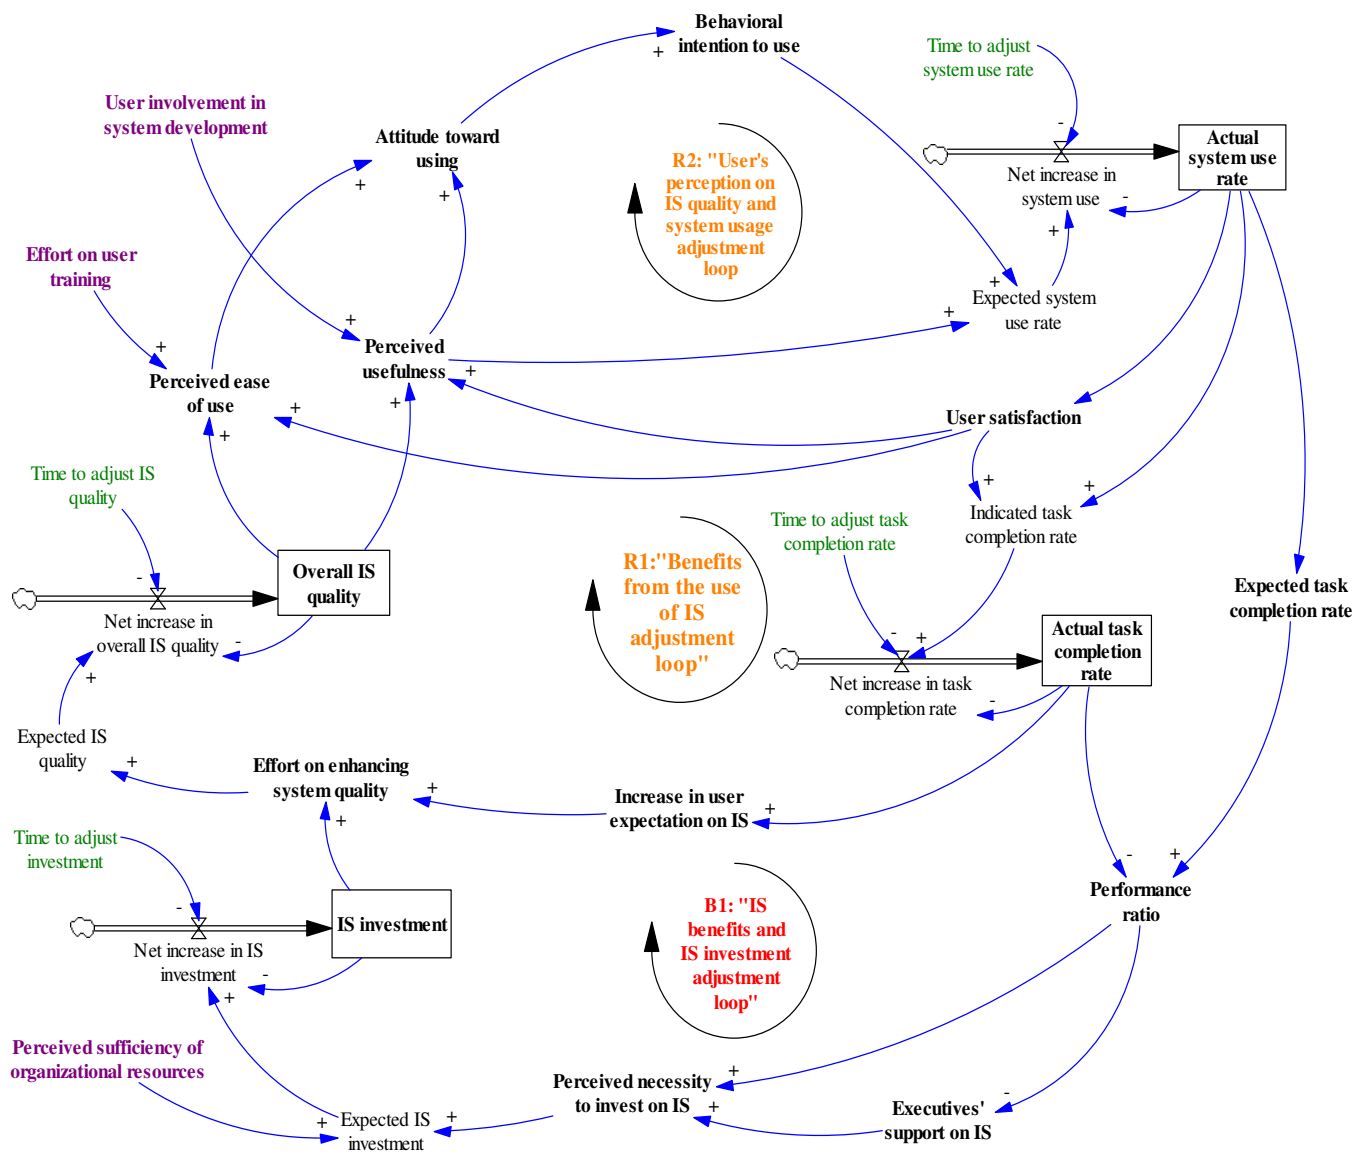 Behavioral
intention to use
Time to adjust
system use rate
User involvement in
system development
Attitude toward
using
R2: "User's
perception on
IS quality and
system usage
adjustment
loop
Actual
system use
rate
Net increase in
system use
Effort on user
training
Expected system
use rate
Perceived
usefulness
Perceived ease
of use
User satisfaction
Time to adjust IS
quality
Time to adjust task
completion rate
Indicated task
completion rate
R1:"Benefits
from the use
of IS
adjustment
loop"
Overall IS
quality
Expected task
completion rate
Net increase in
overall IS quality
Actual task
completion
rate
Net increase in task
completion rate
Expected IS
quality
Effort on enhancing
system quality
Increase in user
expectation on IS
Time to adjust
investment
Performance
ratio
B1: "IS
benefits and
IS investment
adjustment
loop"
IS investment
Net increase in IS
investment
Perceived sufficiency of
organizational resources
Perceived necessity
to invest on IS
Executives'
support on IS
Expected IS
investment